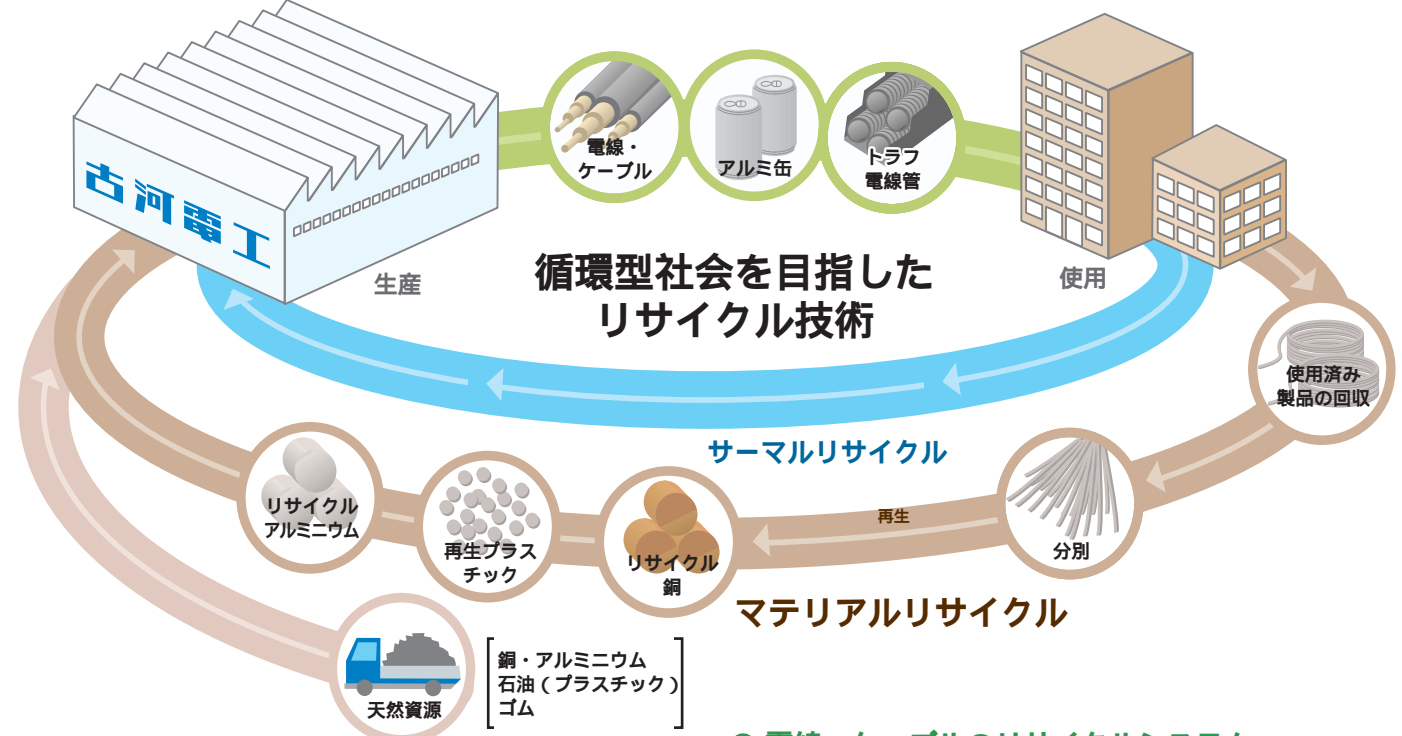 古河電工
生産
電線・
ケーブル
アルミ缶
トラフ
電線管
使用
循環型社会を目指した
リサイクル技術
使用済み
製品の回収
サーマルリサイクル
分別
再生
リサイクル
銅
再生プラス
チック
リサイクル
アルミニウム
マテリアルリサイクル
天然資源
銅・アルミニウム
石油(プラスチック)
ゴム